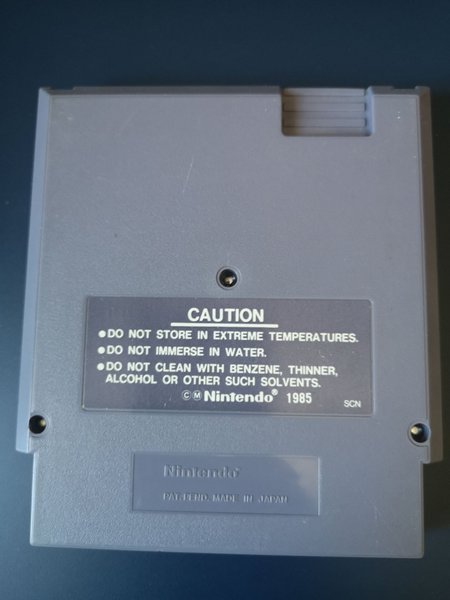 CAUTION
●DO NOT STORE IN EXTREME TEMPERATURES.
●DO NOT IMMERSE IN WATER.
●DO NOT CLEAN WITH BENZENE, THINNER,
ALCOHOL OR OTHER SUCH SOLVENTS.
ⒸⓂ Nintendo® 1985 SCN
Nintendo®
PAT. PEND. MADE IN JAPAN